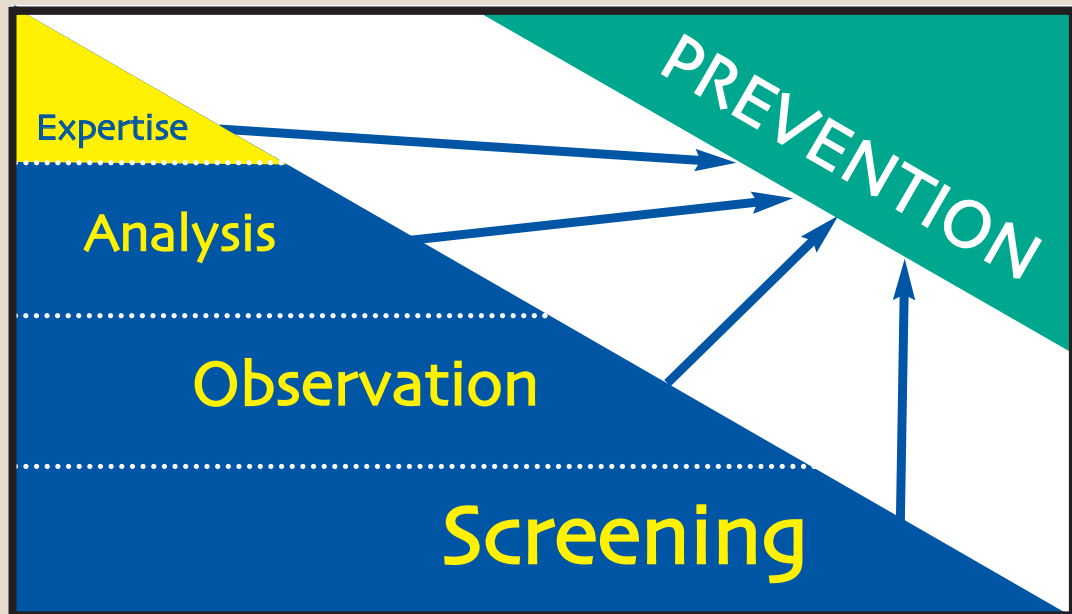 PREVENTION
Expertise
Analysis
Observation
Screening